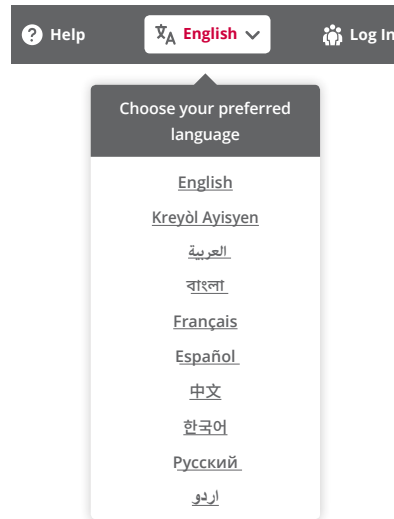 Help
English
Log In
Choose your preferred
language
English
Kreyòl Ayisyen
العربية
বাংলা
Français
Español
中文
한국어
Русский
اردو